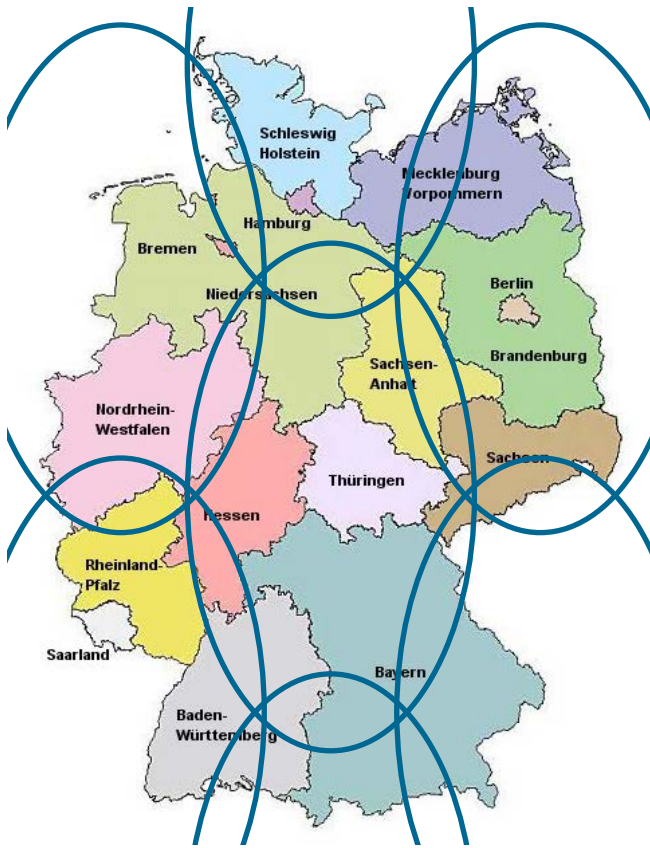 Schleswig
Holstein
Mecklenburg
Vorpommern
Hamburg
Bremen
Niedersachsen
Berlin
Brandenburg
Sachsen-
Anhalt
Nordrhein-
Westfalen
Sachsen
Thüringen
Hessen
Rheinland-
Pfalz
Saarland
Bayern
Baden-
Württemberg